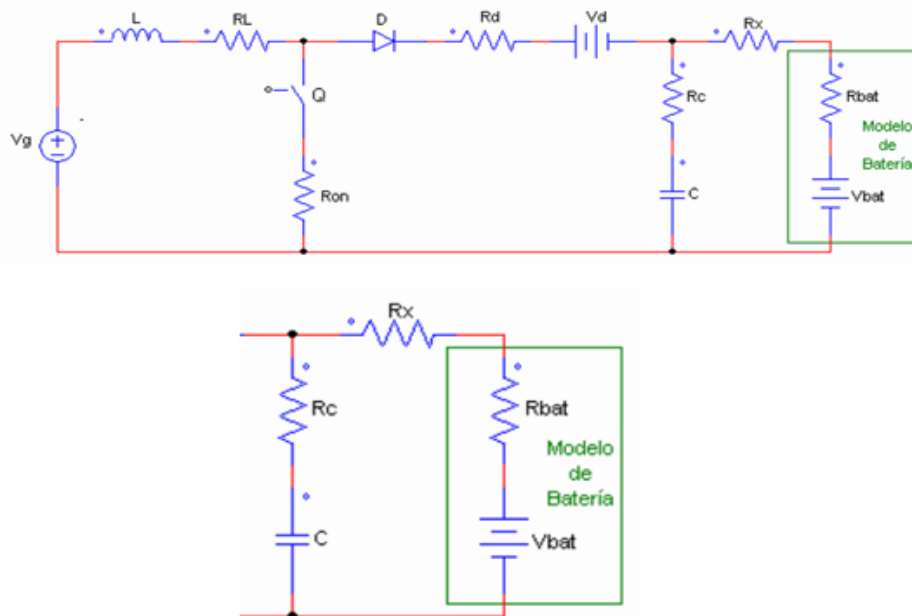 L
RL
D
Rd
Vd
Rx
Vg
Q
Rc
Rbat
Modelo
de
Batería
Ron
C
Vbat
Rx
Rc
Rbat
Modelo
de
Batería
C
Vbat